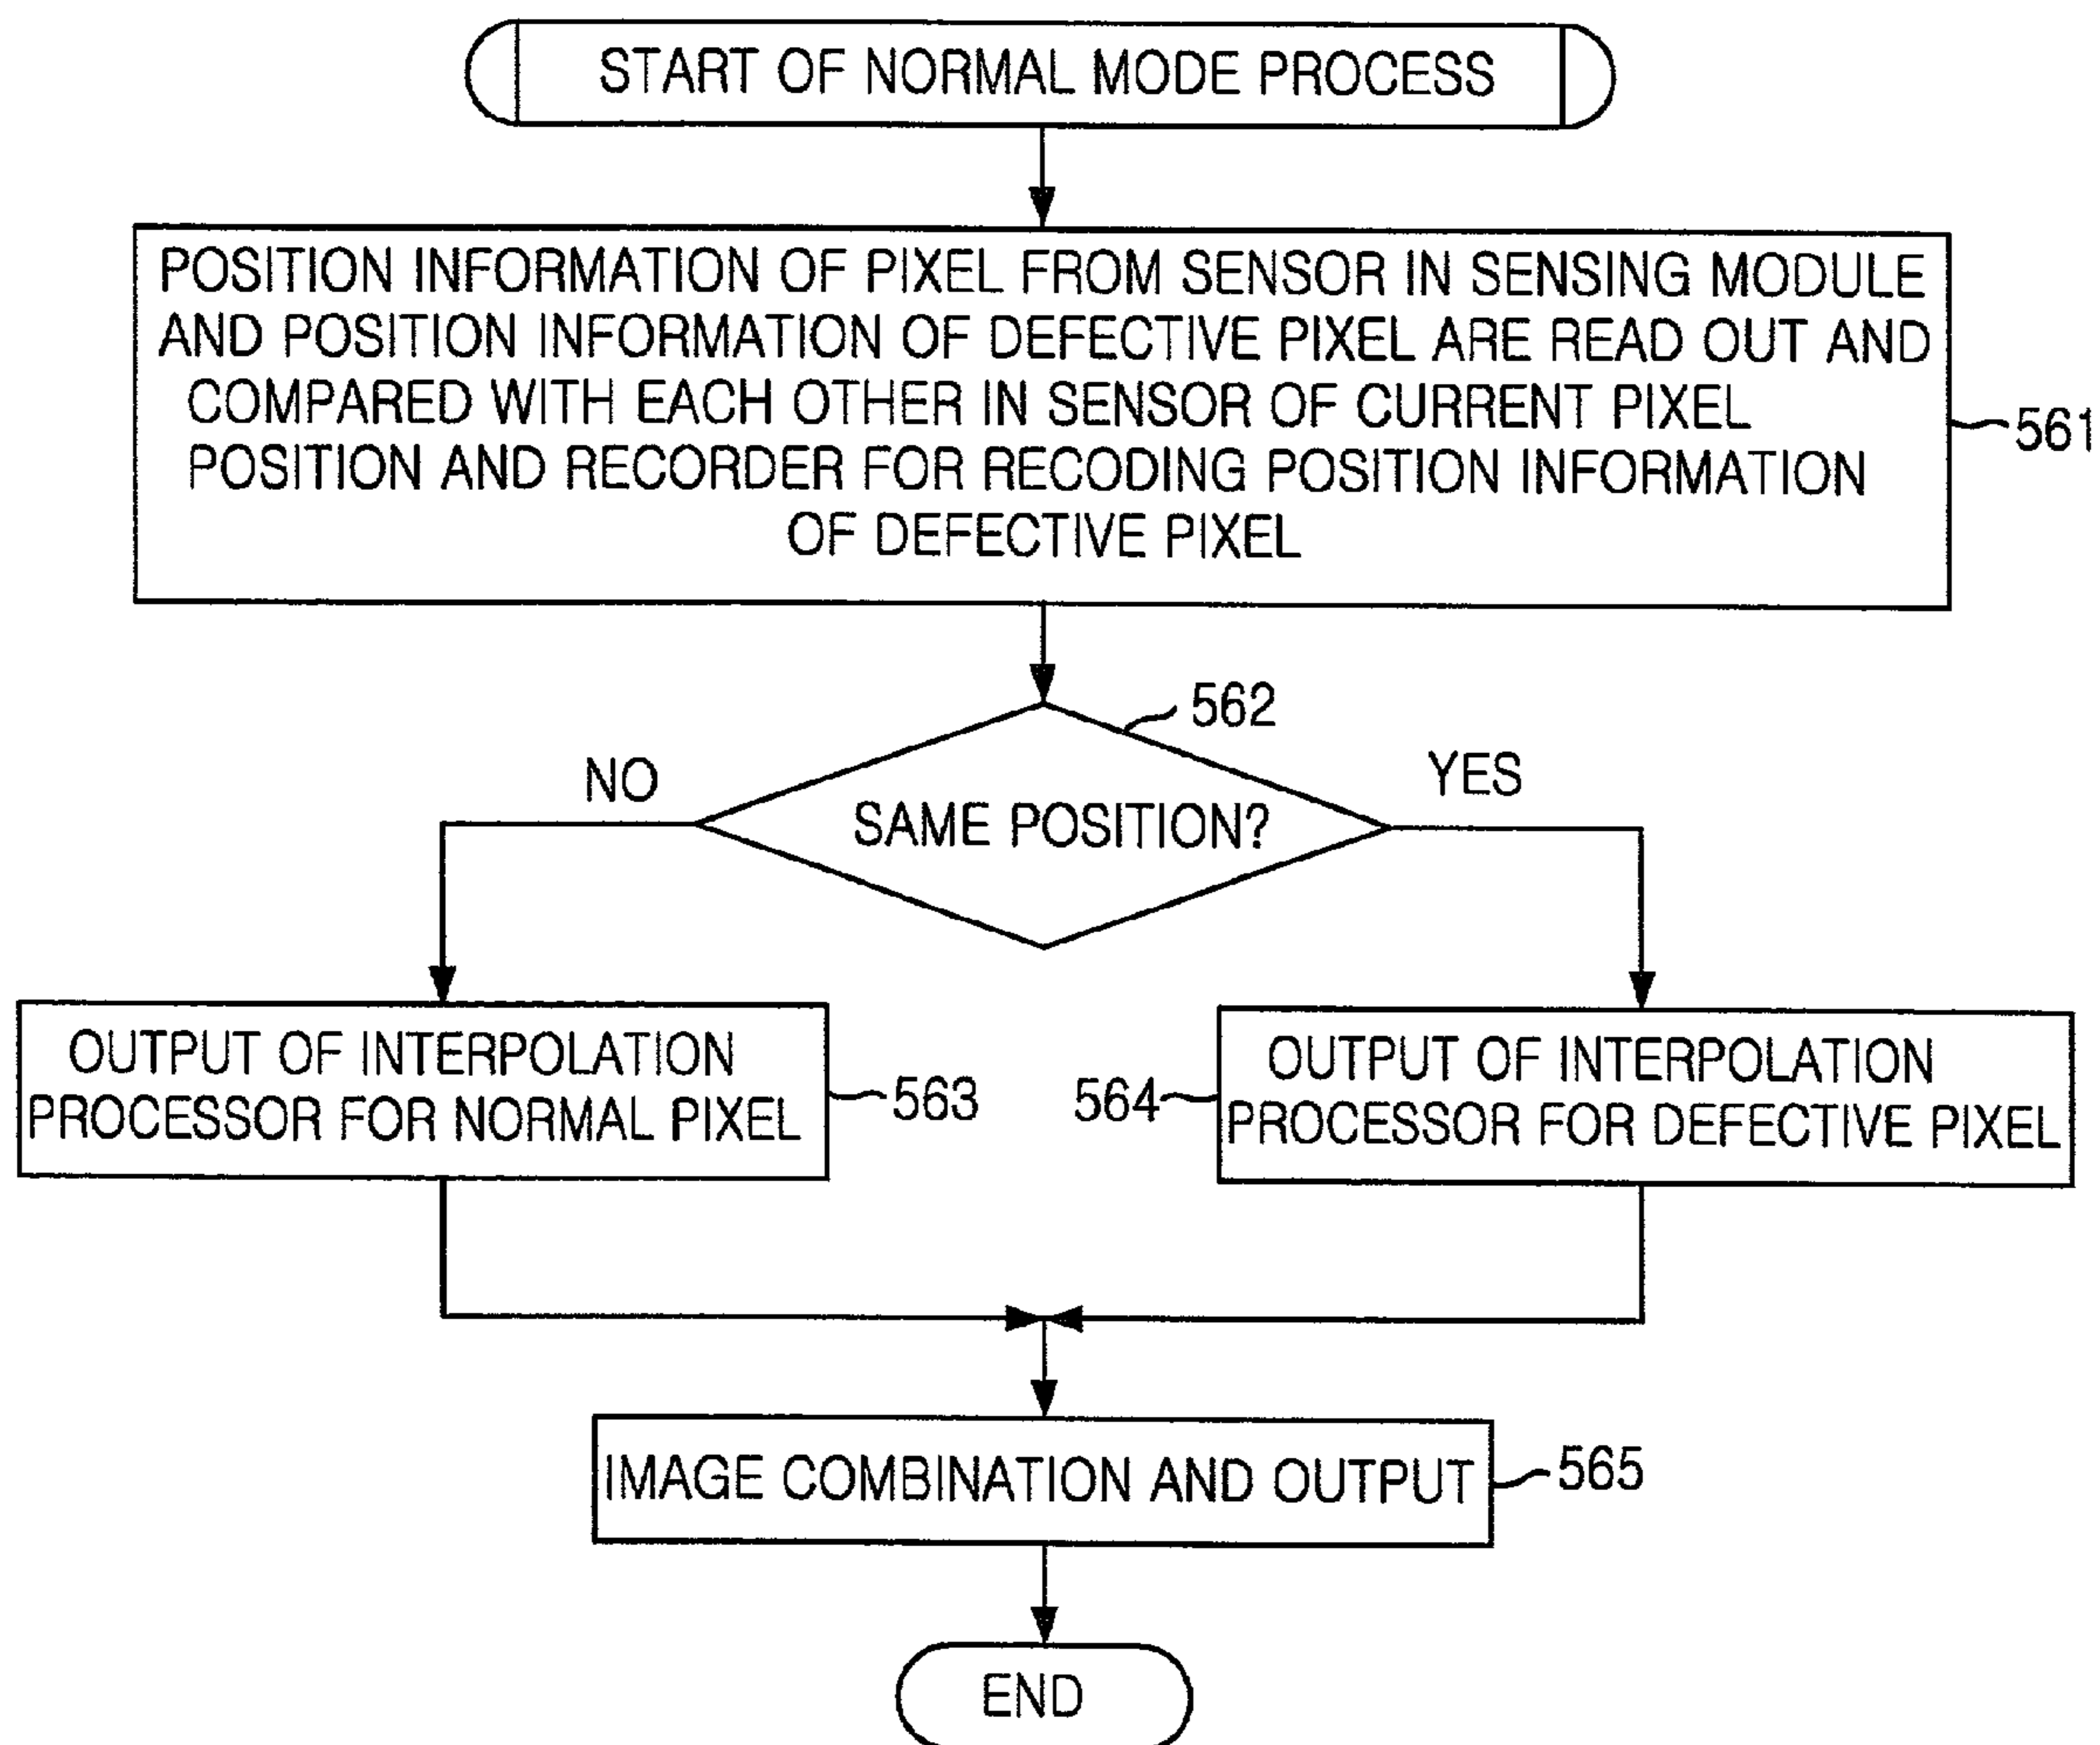 START OF NORMAL MODE PROCESS
POSITION INFORMATION OF PIXEL FROM SENSOR IN SENSING MODULE
AND POSITION INFORMATION OF DEFECTIVE PIXEL ARE READ OUT AND
COMPARED WITH EACH OTHER IN SENSOR OF CURRENT PIXEL
POSITION AND RECORDER FOR RECODING POSITION INFORMATION
OF DEFECTIVE PIXEL
561
562
NO
YES
SAME POSITION?
OUTPUT OF INTERPOLATION
PROCESSOR FOR NORMAL PIXEL
563
564
OUTPUT OF INTERPOLATION
PROCESSOR FOR DEFECTIVE PIXEL
IMAGE COMBINATION AND OUTPUT
565
END